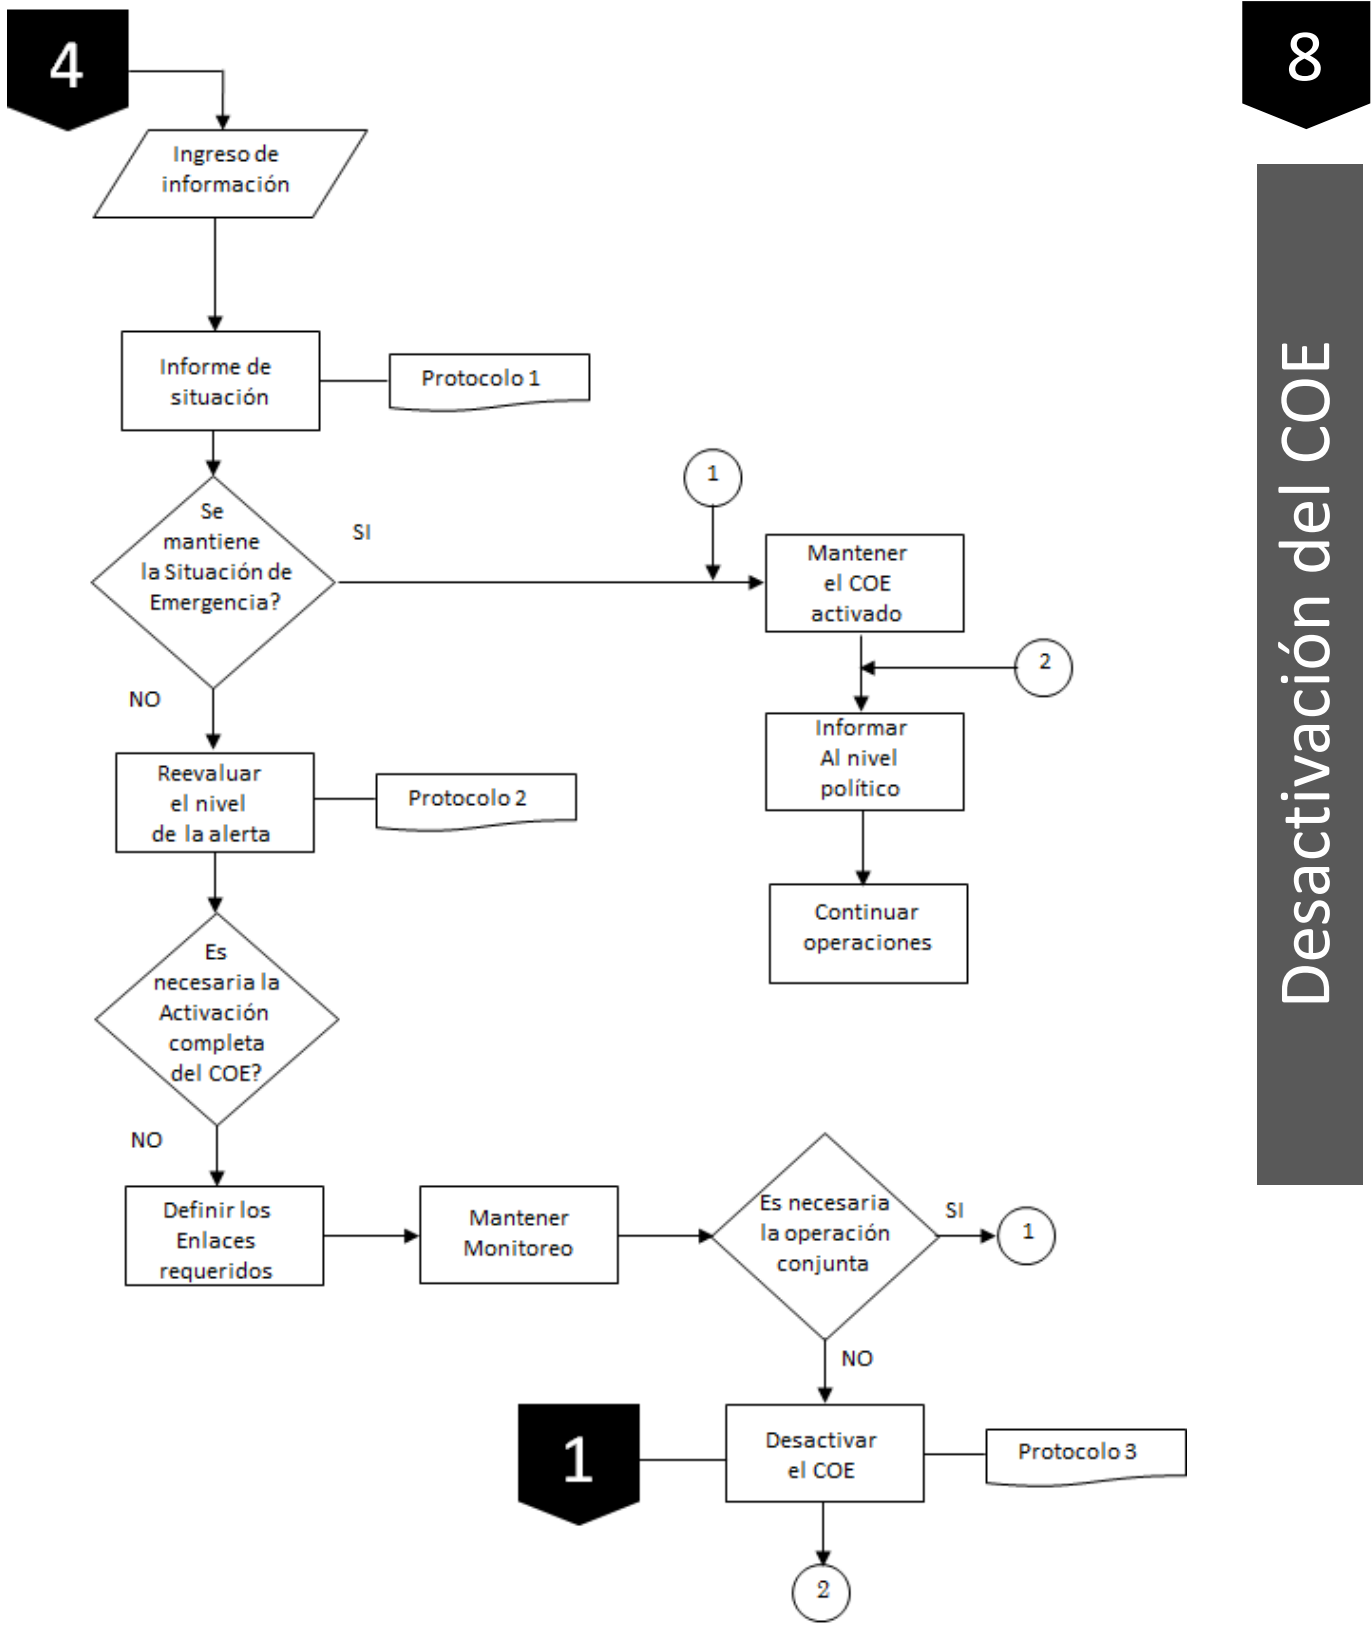 4
8
Ingreso de
información
Informe de
situación
Protocolo 1
Se
mantiene
la Situación de
Emergencia?
SI
1
Mantener
el COE
activado
2
NO
Informar
Al nivel
político
Reevaluar
el nivel
de la alerta
Protocolo 2
Continuar
operaciones
Es
necesaria la
Activación
completa
del COE?
NO
Definir los
Enlaces
requeridos
Mantener
Monitoreo
Es necesaria
la operación
conjunta
SI
1
NO
1
Desactivar
el COE
Protocolo 3
2
Desactivación del COE